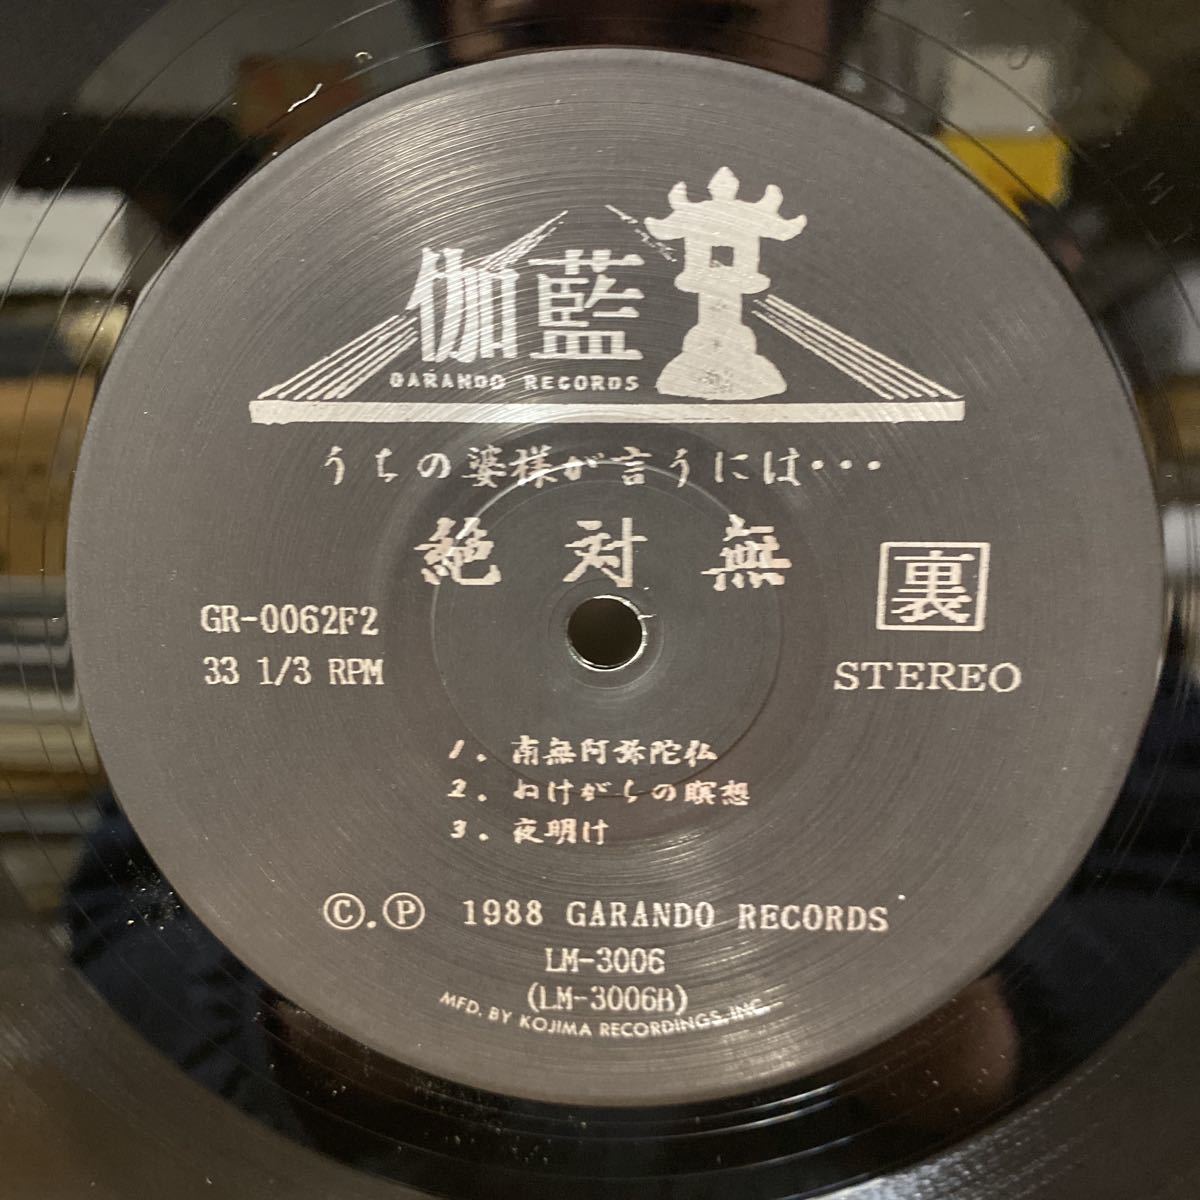 伽藍
GARANDO RECORDS
うちの婆様が言うには・・・
絶対無
裏
GR-0062F2
33 1/3 RPM
STEREO
1. 南無阿弥陀仏
2. ぬけがらの瞑想
3. 夜明け
Ⓒ.Ⓟ 1988 GARANDO RECORDS
LM-3006
(LM-3006B)
MFD. BY KOJIMA RECORDINGS, INC.